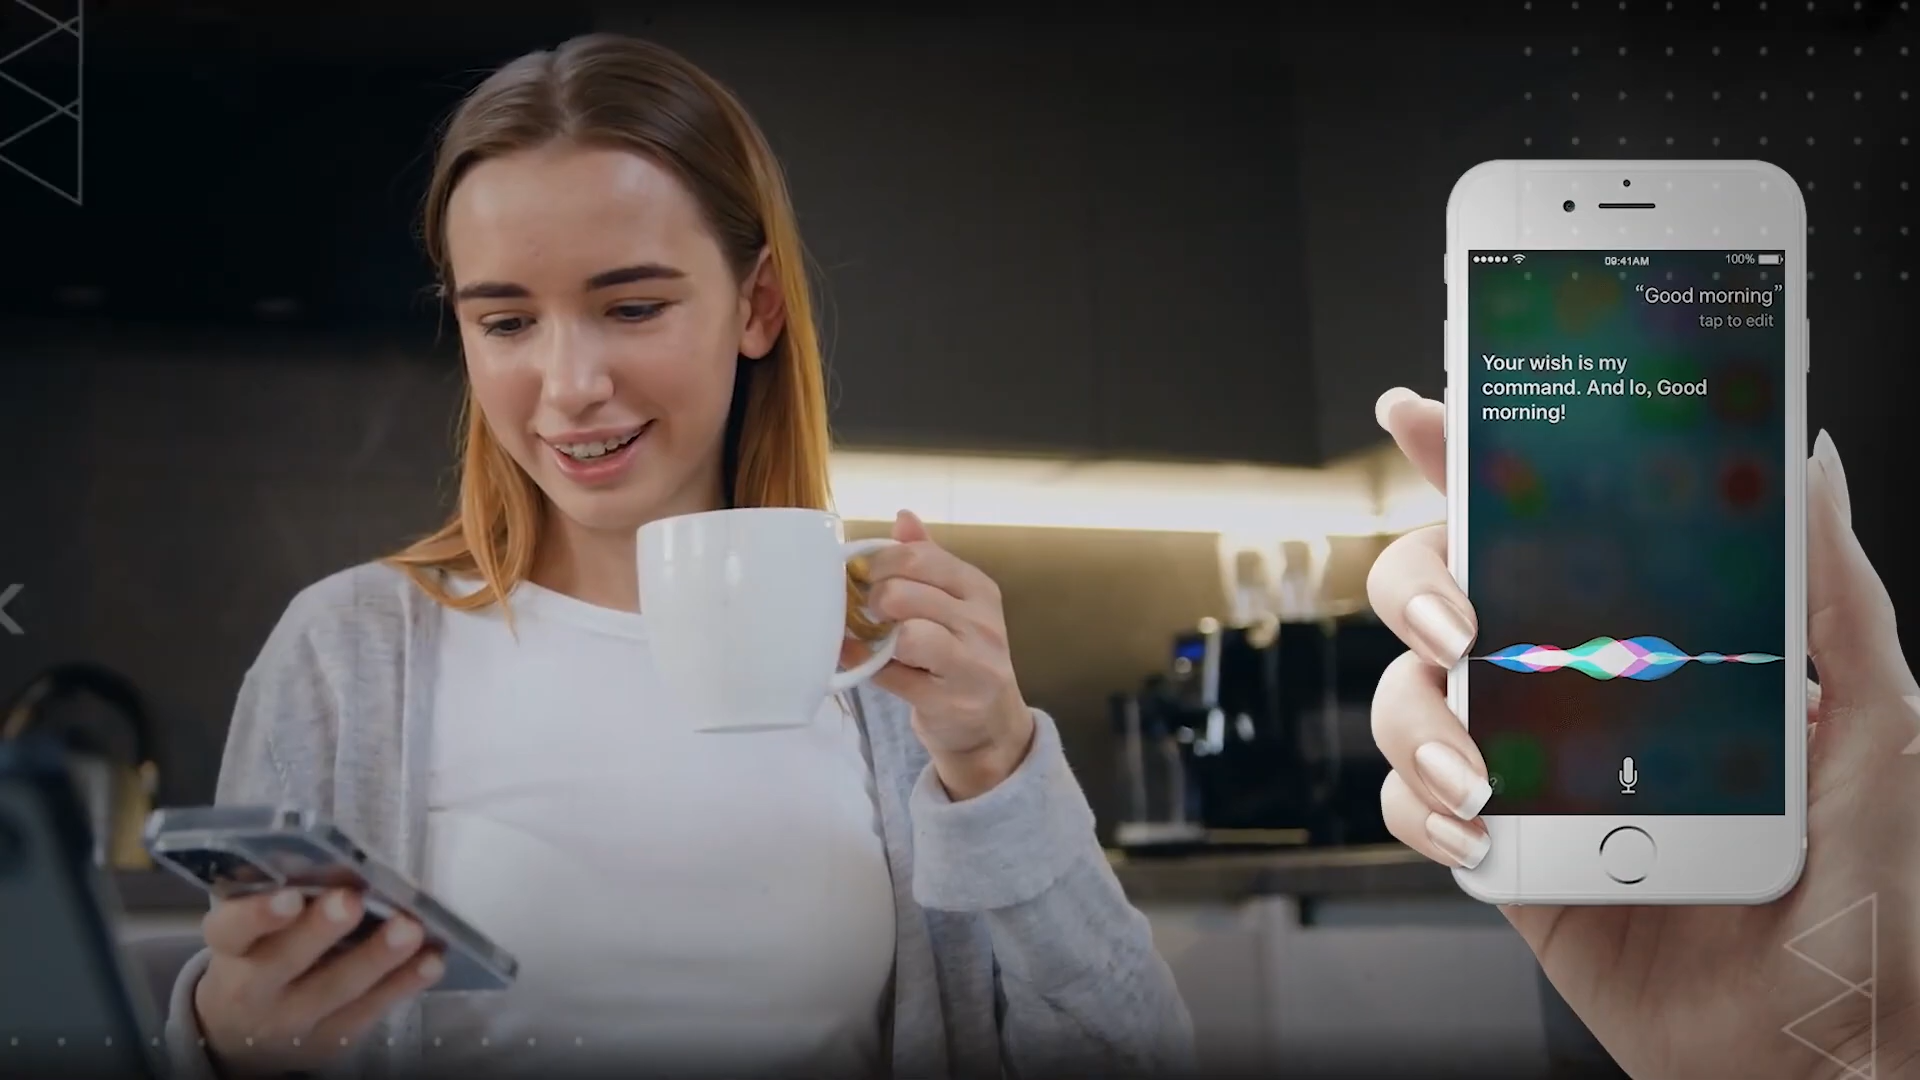 09:41AM
100%
“Good morning”
tap to edit
Your wish is my
command. And lo, Good
morning!
?